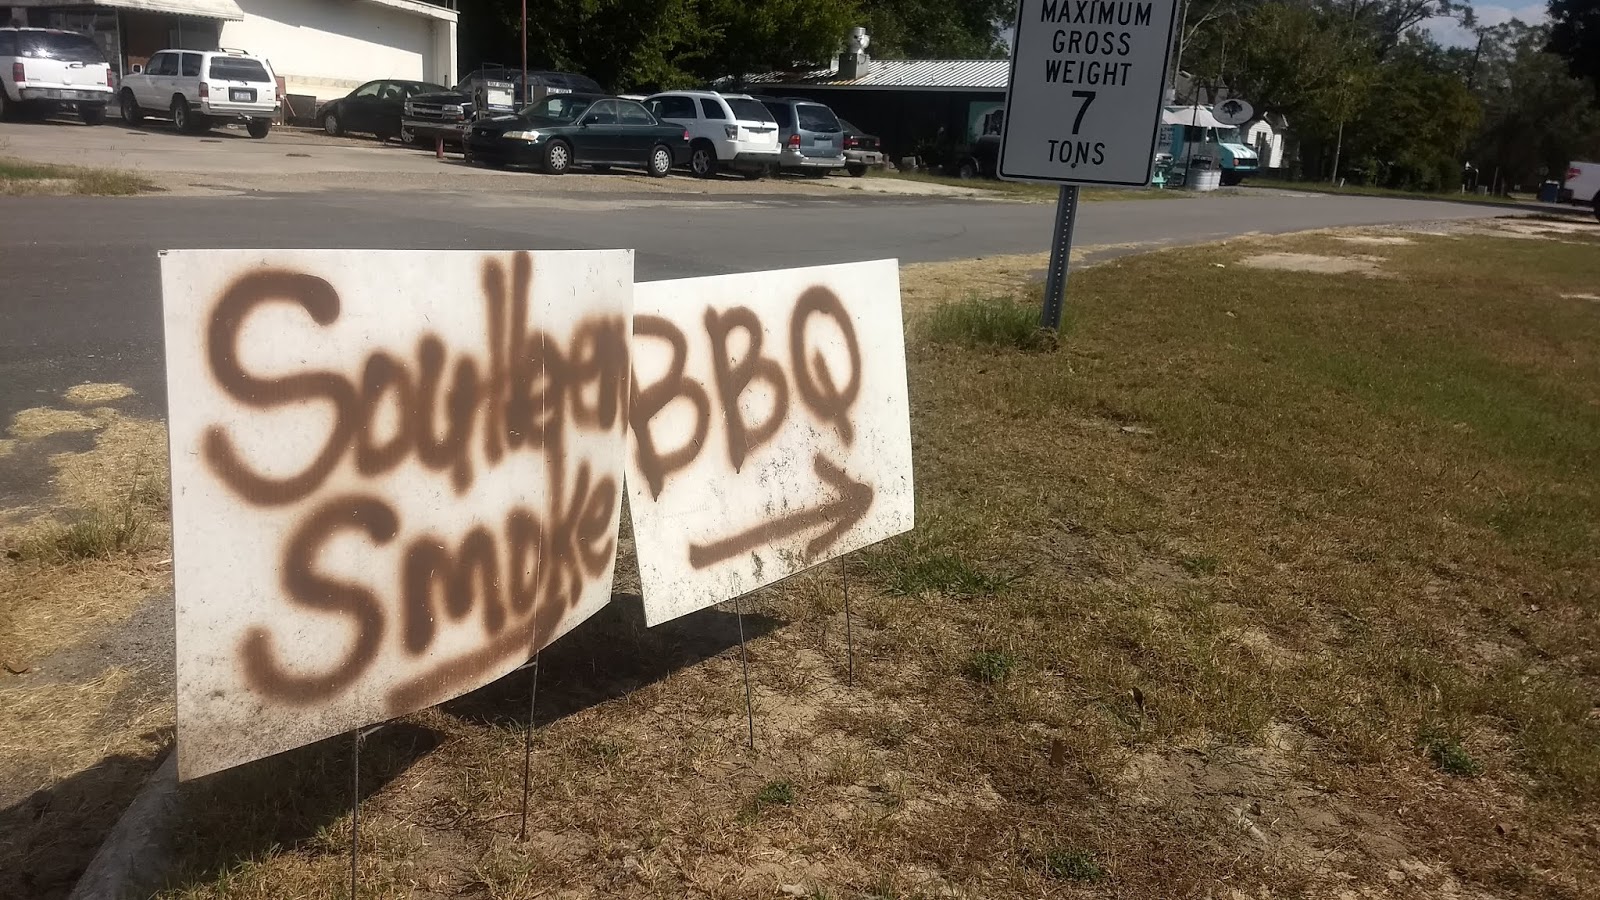 Southern
Smoke
BBQ
MAXIMUM
GROSS
WEIGHT
7
TONS